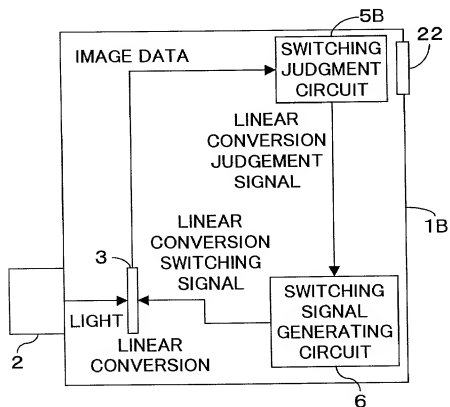 5B
22
IMAGE DATA
SWITCHING
JUDGMENT
CIRCUIT
LINEAR
CONVERSION
JUDGEMENT
SIGNAL
1B
LINEAR
CONVERSION
SWITCHING
SIGNAL
3
SWITCHING
SIGNAL
GENERATING
CIRCUIT
LIGHT
2
LINEAR
CONVERSION
6